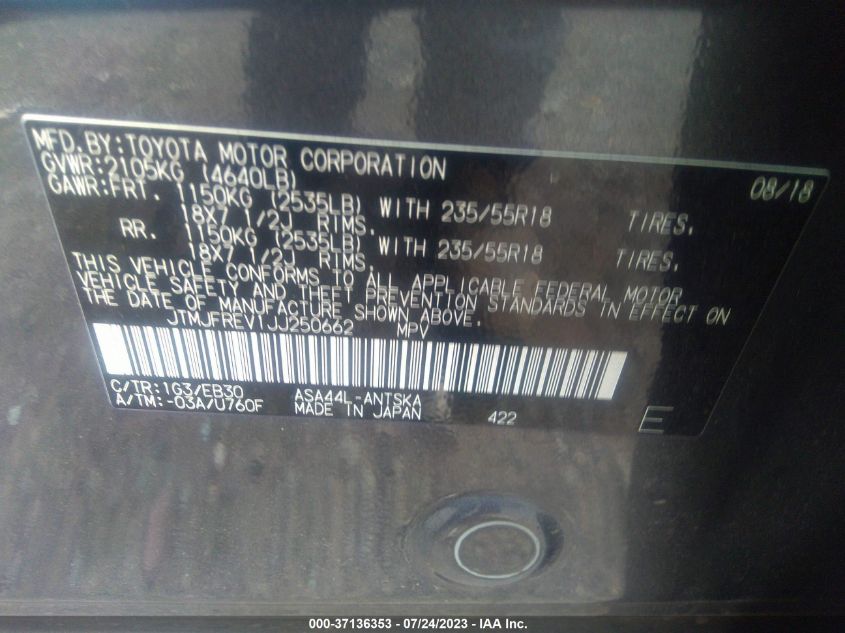 MFD.BY:TOYOTA MOTOR CORPORATION 08/18
GVWR:2105KG (4640LB)
GAWR:FRT. 1150KG (2535LB) WITH 235/55R18 TIRES,
18X7 1/2J RIMS.
RR. 1150KG (2535LB) WITH 235/55R18 TIRES,
18X7 1/2J RIMS.
THIS VEHICLE CONFORMS TO ALL APPLICABLE FEDERAL MOTOR
VEHICLE SAFETY AND THEFT PREVENTION STANDARDS IN EFFECT ON
THE DATE OF MANUFACTURE SHOWN ABOVE.
JTMJFREV1JJ250662 MPV
C/TR:1G3/EB30 ASA44L-ANTSKA
A/TM:-03A/U760F MADE IN JAPAN 422 E
000-37136353 - 07/24/2023 - IAA Inc.